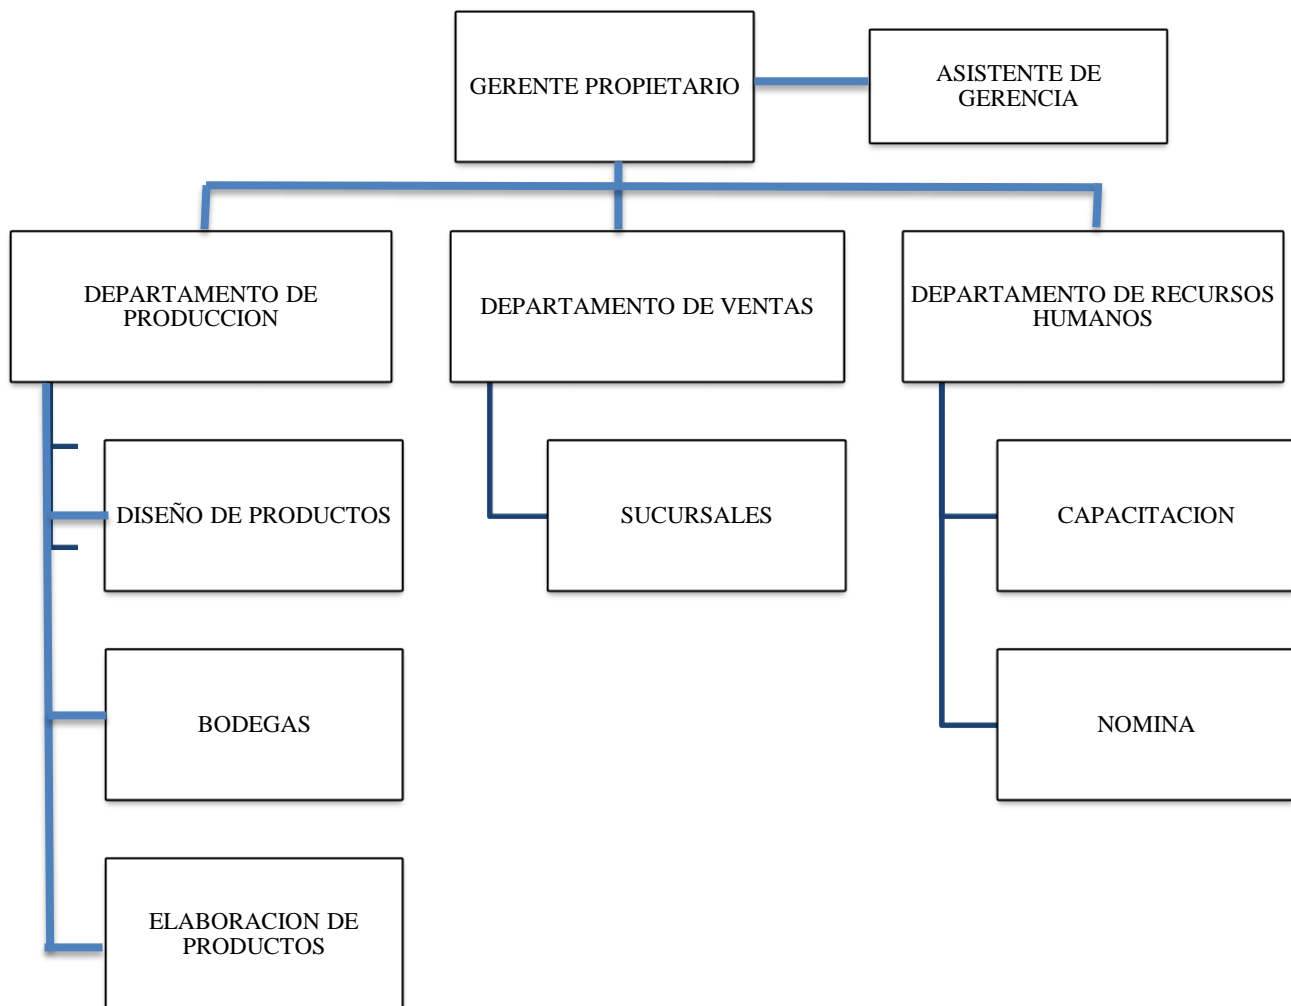 GERENTE PROPIETARIO
ASISTENTE DE
GERENCIA
DEPARTAMENTO DE
PRODUCCION
DEPARTAMENTO DE VENTAS
DEPARTAMENTO DE RECURSOS
HUMANOS
DISEÑO DE PRODUCTOS
SUCURSALES
CAPACITACION
BODEGAS
NOMINA
ELABORACION DE
PRODUCTOS